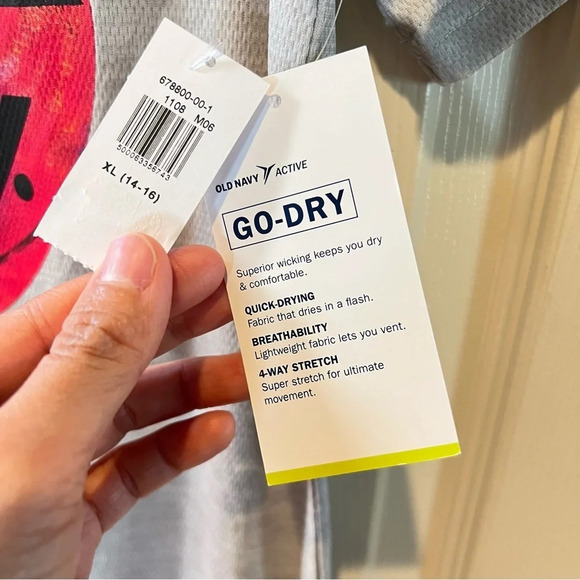 678800-00-1
1108 M06
500063356743
XL (14-16)
OLD NAVY ACTIVE
GO-DRY
Superior wicking keeps you dry
& comfortable.
QUICK-DRYING
Fabric that dries in a flash.
BREATHABILITY
Lightweight fabric lets you vent.
4-WAY STRETCH
Super stretch for ultimate
movement.